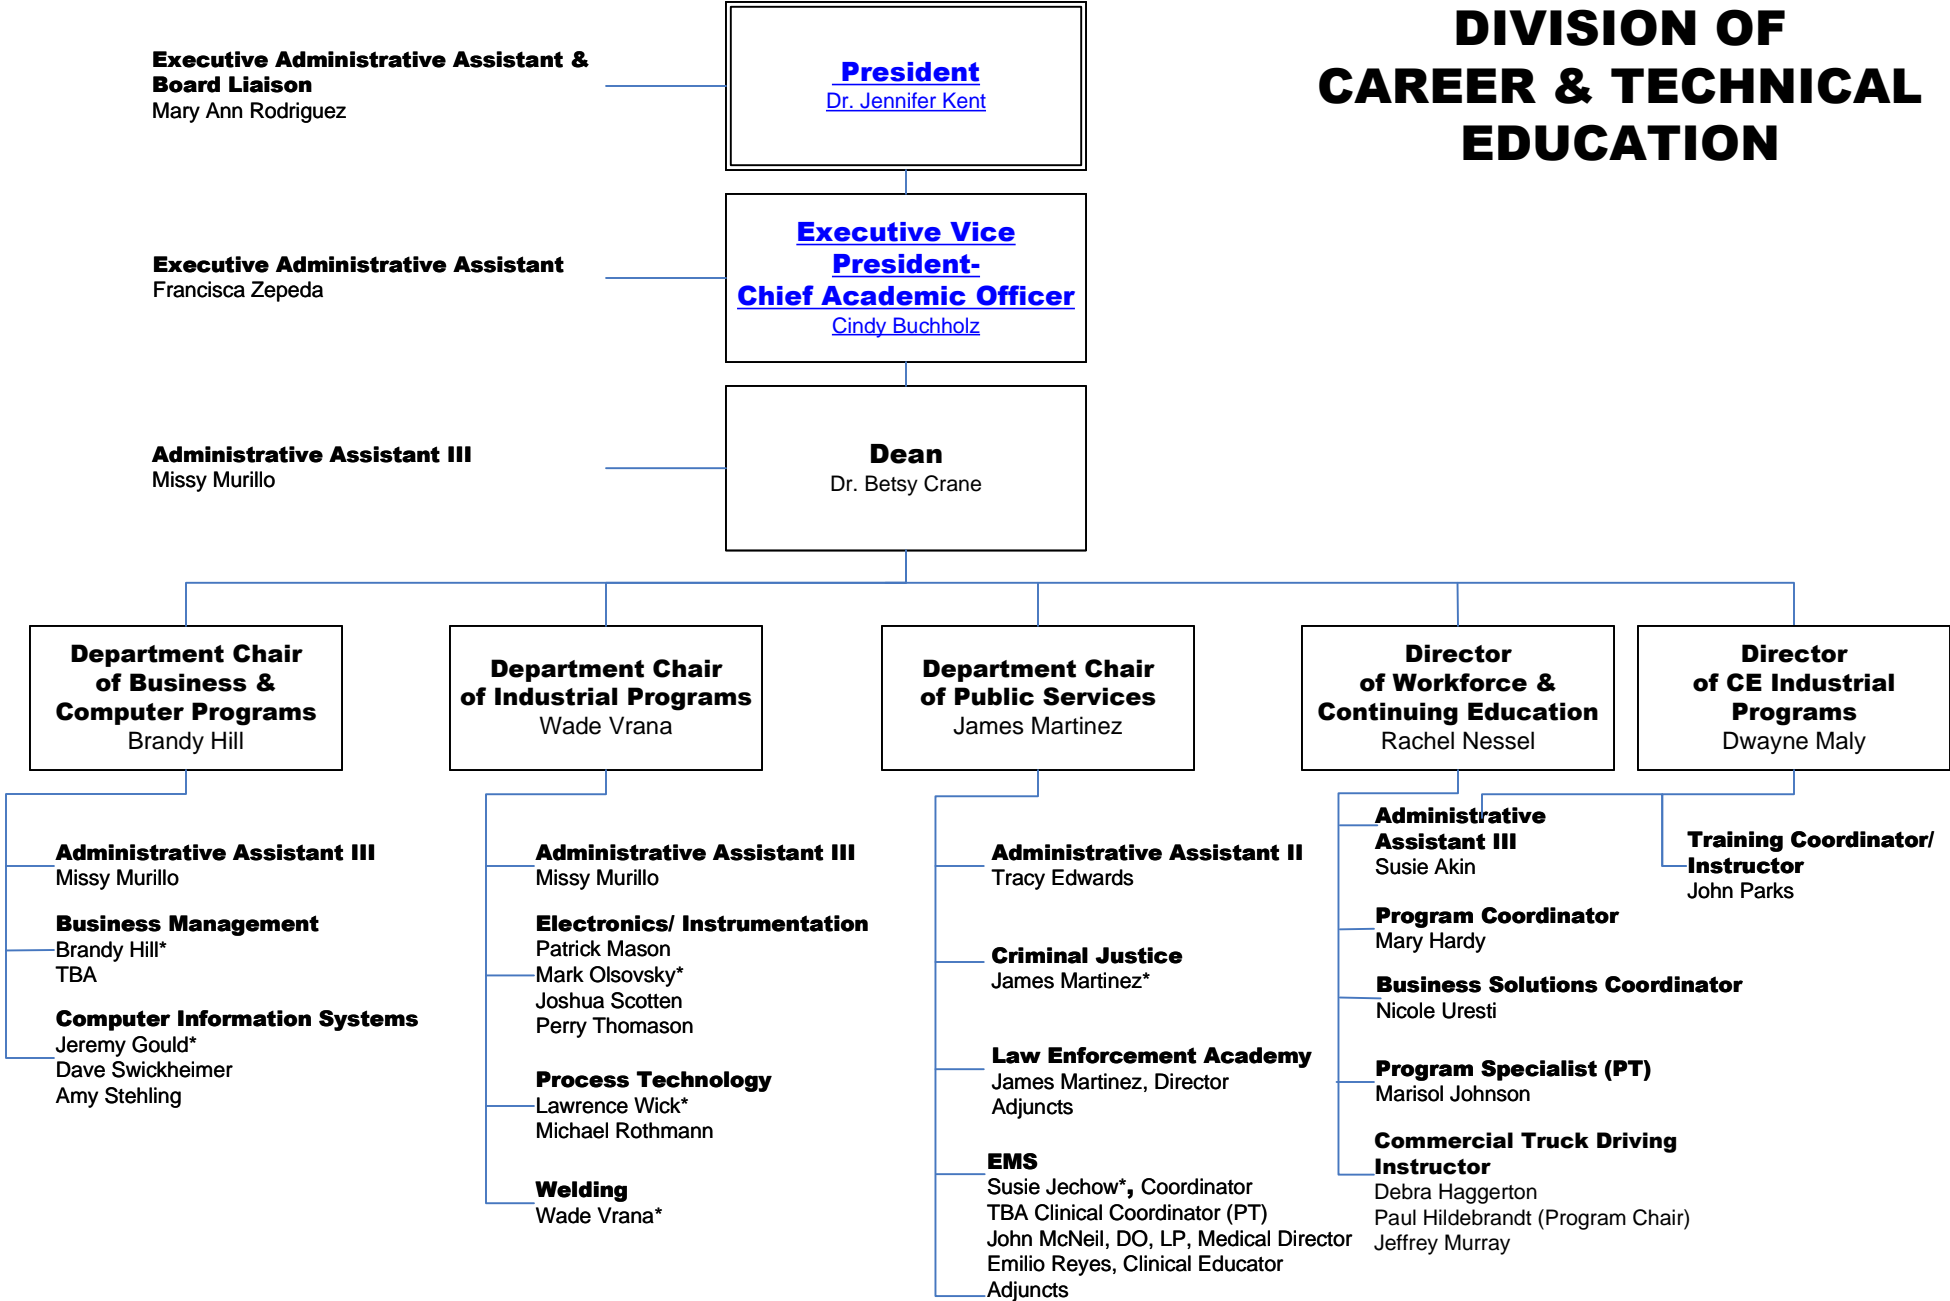 DIVISION OF
CAREER & TECHNICAL
EDUCATION
Executive Administrative Assistant &
Board Liaison
Mary Ann Rodriguez
President
Dr. Jennifer Kent
Executive Administrative Assistant
Francisca Zepeda
Executive Vice
President-
Chief Academic Officer
Cindy Buchholz
Administrative Assistant III
Missy Murillo
Dean
Dr. Betsy Crane
Department Chair
of Business &
Computer Programs
Brandy Hill
Department Chair
of Industrial Programs
Wade Vrana
Department Chair
of Public Services
James Martinez
Director
of Workforce &
Continuing Education
Rachel Nessel
Director
of CE Industrial
Programs
Dwayne Maly
Administrative Assistant III
Missy Murillo
Business Management
Brandy Hill*
TBA
Computer Information Systems
Jeremy Gould*
Dave Swickheimer
Amy Stehling
Administrative Assistant III
Missy Murillo
Electronics/ Instrumentation
Patrick Mason
Mark Olsovsky*
Joshua Scotten
Perry Thomason
Process Technology
Lawrence Wick*
Michael Rothmann
Welding
Wade Vrana*
Administrative Assistant II
Tracy Edwards
Criminal Justice
James Martinez*
Law Enforcement Academy
James Martinez, Director
Adjuncts
EMS
Susie Jechow*, Coordinator
TBA Clinical Coordinator (PT)
John McNeil, DO, LP, Medical Director
Emilio Reyes, Clinical Educator
Adjuncts
Administrative
Assistant III
Susie Akin
Program Coordinator
Mary Hardy
Business Solutions Coordinator
Nicole Uresti
Program Specialist (PT)
Marisol Johnson
Commercial Truck Driving
Instructor
Debra Haggerton
Paul Hildebrandt (Program Chair)
Jeffrey Murray
Training Coordinator/
Instructor
John Parks